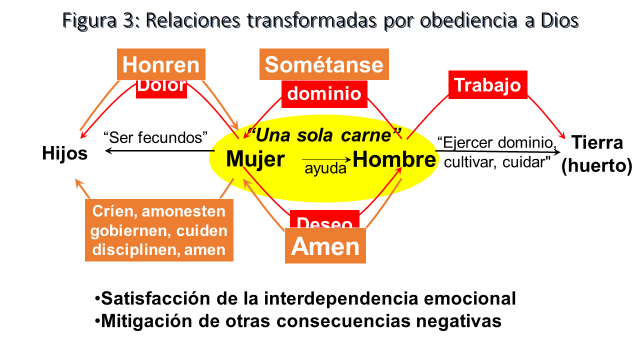 Figura 3: Relaciones transformadas por obediencia a Dios
Honren
Sométanse
Dolor
dominio
Trabajo
“Ser fecundos”
“Una sola carne”
“Ejercer dominio,
cultivar, cuidar"
Hijos
Mujer
Hombre
ayuda
Tierra
(huerto)
Críen, amonesten
gobiernen, cuiden
disciplinen, amen
Deseo
Amen
•Satisfacción de la interdependencia emocional
•Mitigación de otras consecuencias negativas